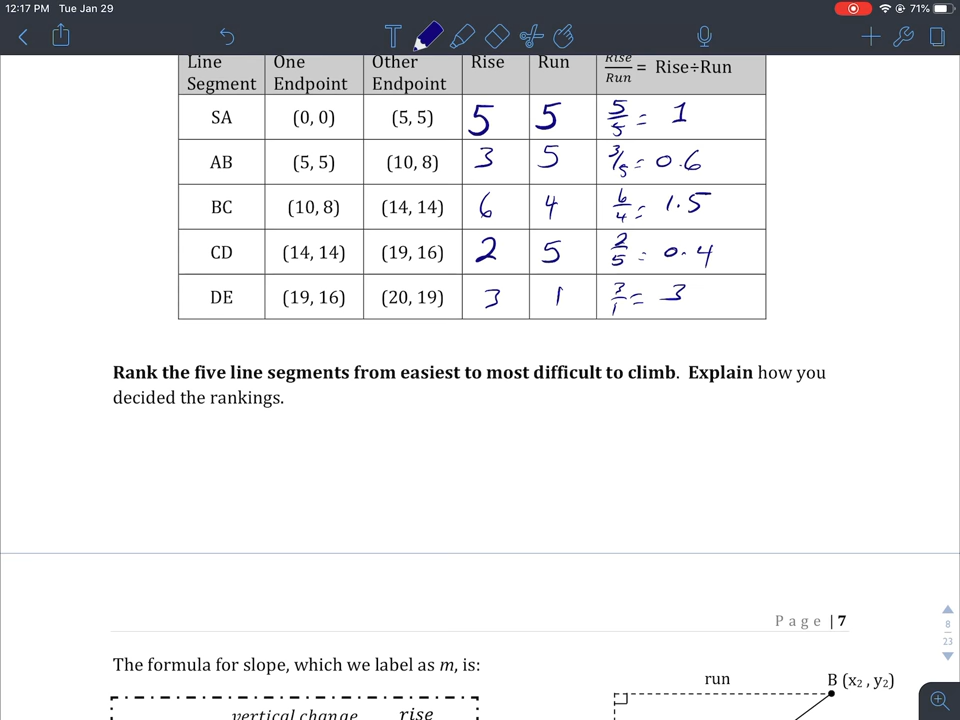 12:17 PM Tue Jan 29 71%
T
Line Segment One Endpoint Other Endpoint Rise Run Rise/Run = Rise÷Run
SA (0, 0) (5, 5) 5 5 5/5 = 1
AB (5, 5) (10, 8) 3 5 3/5 = 0.6
BC (10, 8) (14, 14) 6 4 6/4 = 1.5
CD (14, 14) (19, 16) 2 5 2/5 = 0.4
DE (19, 16) (20, 19) 3 1 3/1 = 3
Rank the five line segments from easiest to most difficult to climb. Explain how you
decided the rankings.
Page | 7
8
23
The formula for slope, which we label as m, is:
run B (x₂ , y₂)
vertical change rise